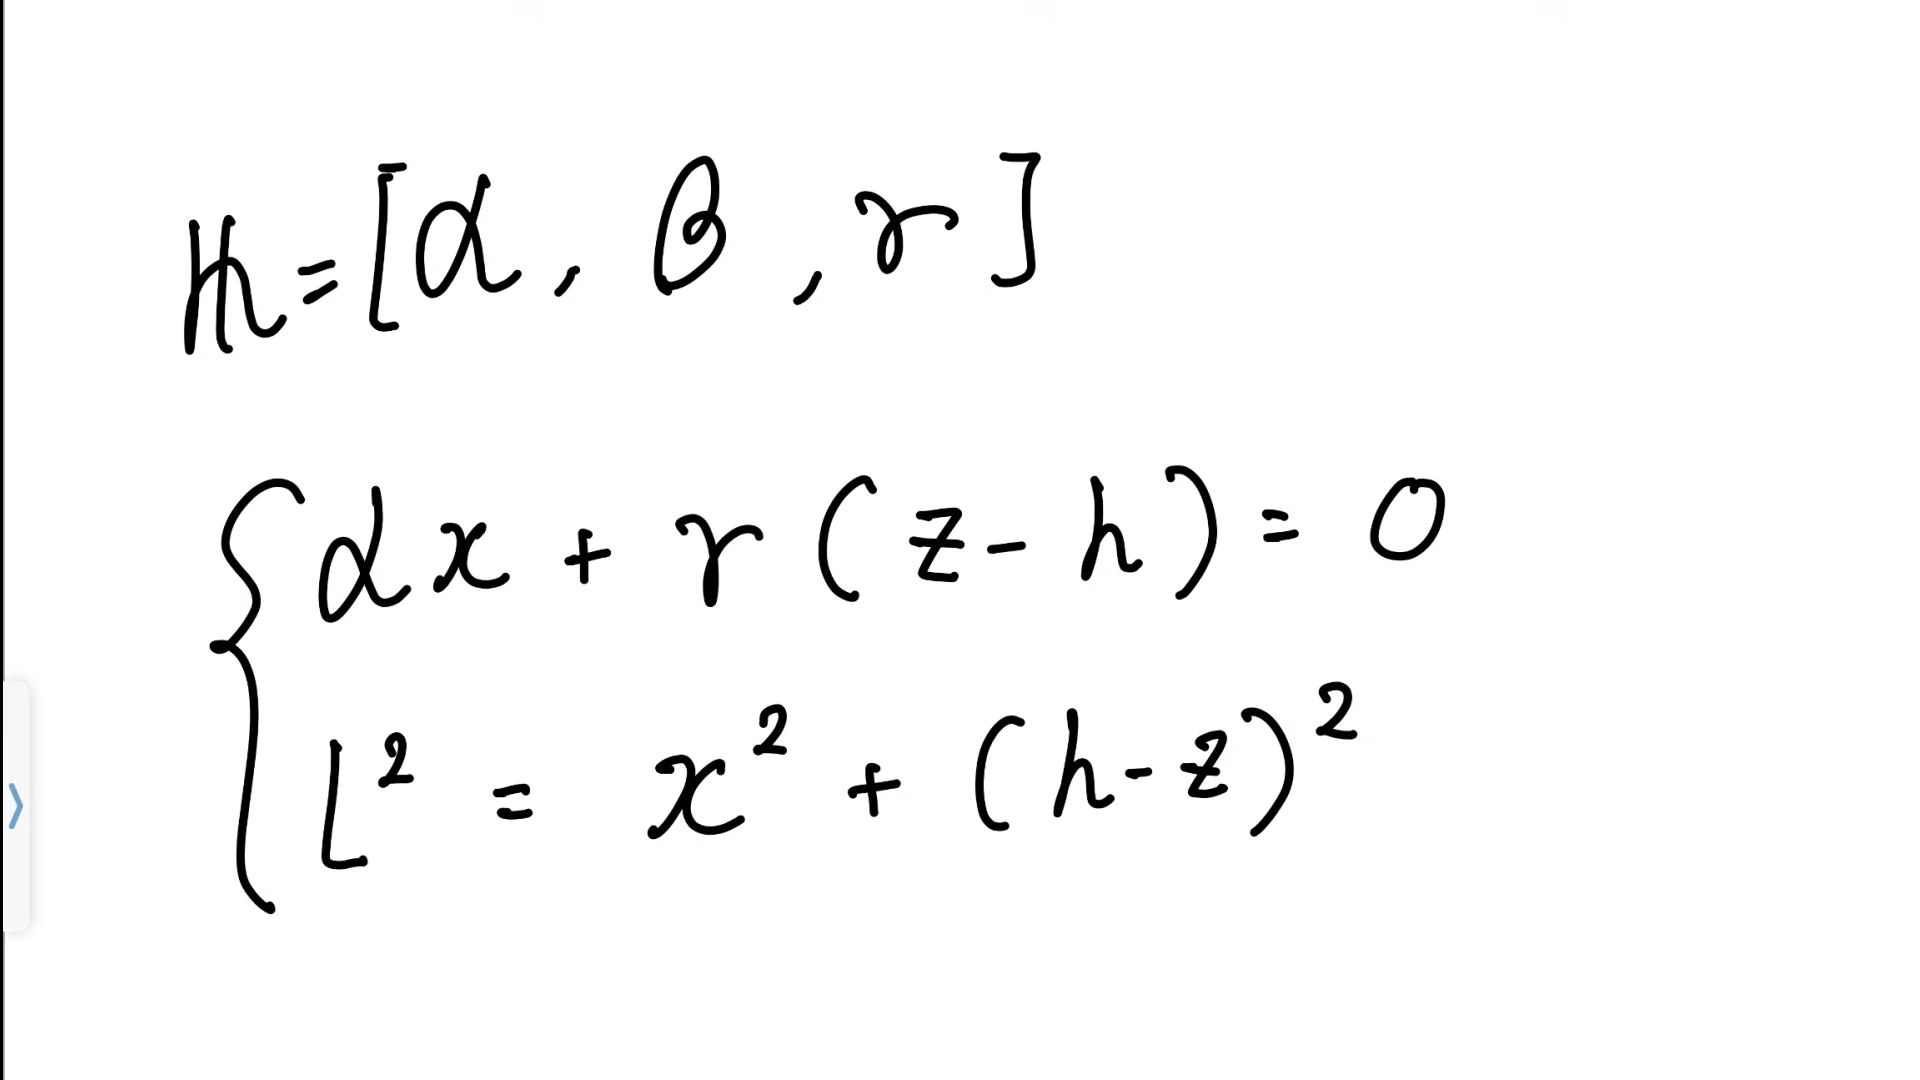 𝕟 = [α, β, γ]
αx + γ(z - h) = 0
L² = x² + (h - z)²